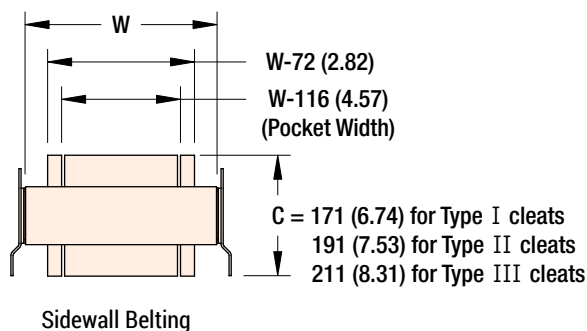 W
W-72 (2.82)
W-116 (4.57)
(Pocket Width)
C = 171 (6.74) for Type I cleats
191 (7.53) for Type II cleats
211 (8.31) for Type III cleats
Sidewall Belting